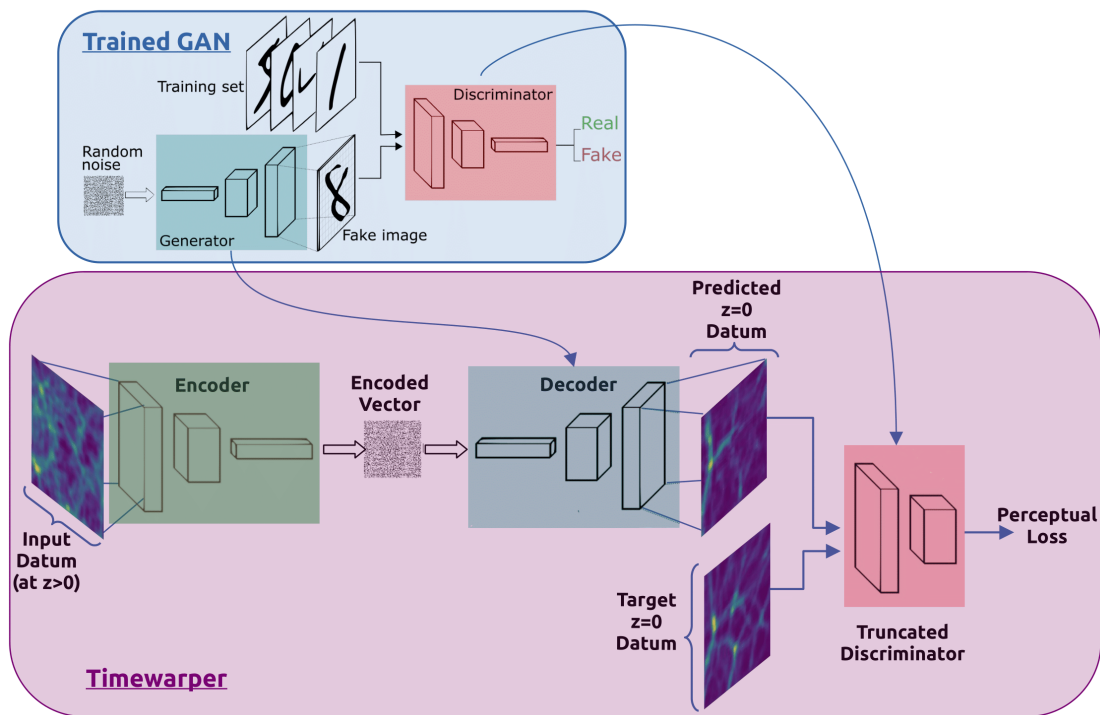 Trained GAN
Training set
Discriminator
Real
Fake
Random
noise
Generator
Fake image
Predicted
z=0
Datum
Encoder
Encoded
Vector
Decoder
Input
Datum
(at z>0)
Perceptual
Loss
Target
z=0
Datum
Truncated
Discriminator
Timewarper